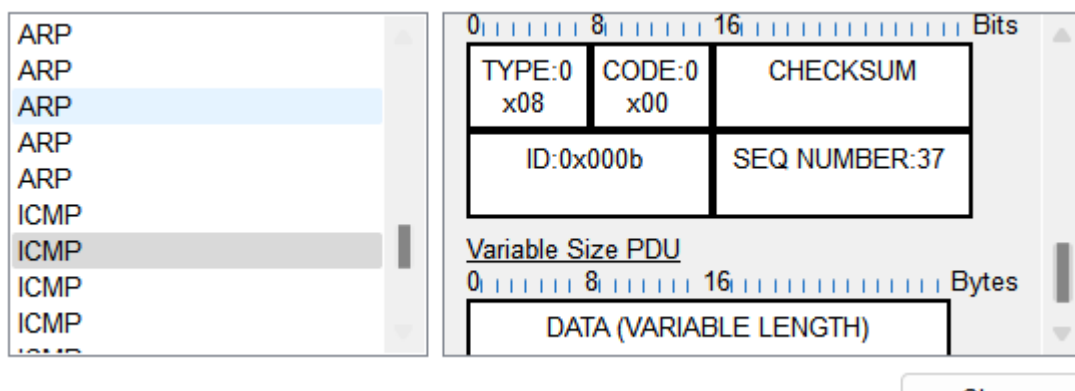 ARP
ARP
ARP
ARP
ARP
ICMP
ICMP
ICMP
ICMP
0 8 16 Bits
TYPE:0 CODE:0 CHECKSUM
x08 x00
ID:0x000b SEQ NUMBER:37
Variable Size PDU
0 8 16 Bytes
DATA (VARIABLE LENGTH)